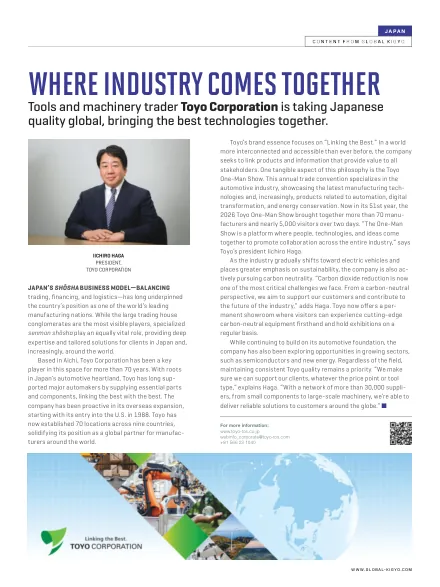 JAPAN
CONTENT FROM GLOBAL KIGYO
WHERE INDUSTRY COMES TOGETHER
Tools and machinery trader Toyo Corporation is taking Japanese
quality global, bringing the best technologies together.
IICHIRO HAGA
PRESIDENT,
TOYO CORPORATION
JAPAN'S SHŌSHA BUSINESS MODEL—BALANCING
trading, financing, and logistics—has long underpinned
the country's position as one of the world's leading
manufacturing nations. While the large trading house
conglomerates are the most visible players, specialized
senmon shōsha play an equally vital role, providing deep
expertise and tailored solutions for clients in Japan and,
increasingly, around the world.
Based in Aichi, Toyo Corporation has been a key
player in this space for more than 70 years. With roots
in Japan's automotive heartland, Toyo has long sup-
ported major automakers by supplying essential ports
and components, linking the best with the best. The
company has been proactive in its overseas expansion,
starting with its entry into the U.S. in 1988. Toyo has
now established 70 locations across nine countries,
solidifying its position as a global partner for manufac-
turers around the world.
Toyo's brand essence focuses on "Linking the Best." In a world
more interconnected and accessible than ever before, the company
seeks to link products and information that provide value to all
stakeholders. One tangible aspect of this philosophy is the Toyo
One-Man Show. This annual trade convention specializes in the
automotive industry, showcasing the latest manufacturing tech-
nologies and, increasingly, products related to automation, digital
transformation, and energy conservation. Now in its 51st year, the
2026 Toyo One-Man Show brought together more than 70 manu-
facturers and nearly 5,000 visitors over two days. "The One-Man
Show is a platform where people, technologies, and ideas come
together to promote collaboration across the entire industry," says
Toyo's president Iichiro Haga.
As the industry gradually shifts toward electric vehicles and
places greater emphasis on sustainability, the company is also ac-
tively pursuing carbon neutrality. "Carbon dioxide reduction is now
one of the most critical challenges we face. From a carbon-neutral
perspective, we aim to support our customers and contribute to
the future of the industry," adds Haga. Toyo now offers a per-
manent showroom where visitors can experience cutting-edge
carbon-neutral equipment firsthand and hold exhibitions on a
regular basis.
While continuing to build on its automotive foundation, the
company has also been exploring opportunities in growing sectors,
such as semiconductors and new energy. Regardless of the field,
maintaining consistent Toyo quality remains a priority. "We make
sure we can support our clients, whatever the price point or tool
type," explains Haga. "With a network of more than 30,000 suppli-
ers, from small components to large-scale machinery, we're able to
deliver reliable solutions to customers around the globe."
For more information:
Linking the Best.
TOYO CORPORATION
WWW.GLOBAL-KIGYO.COM